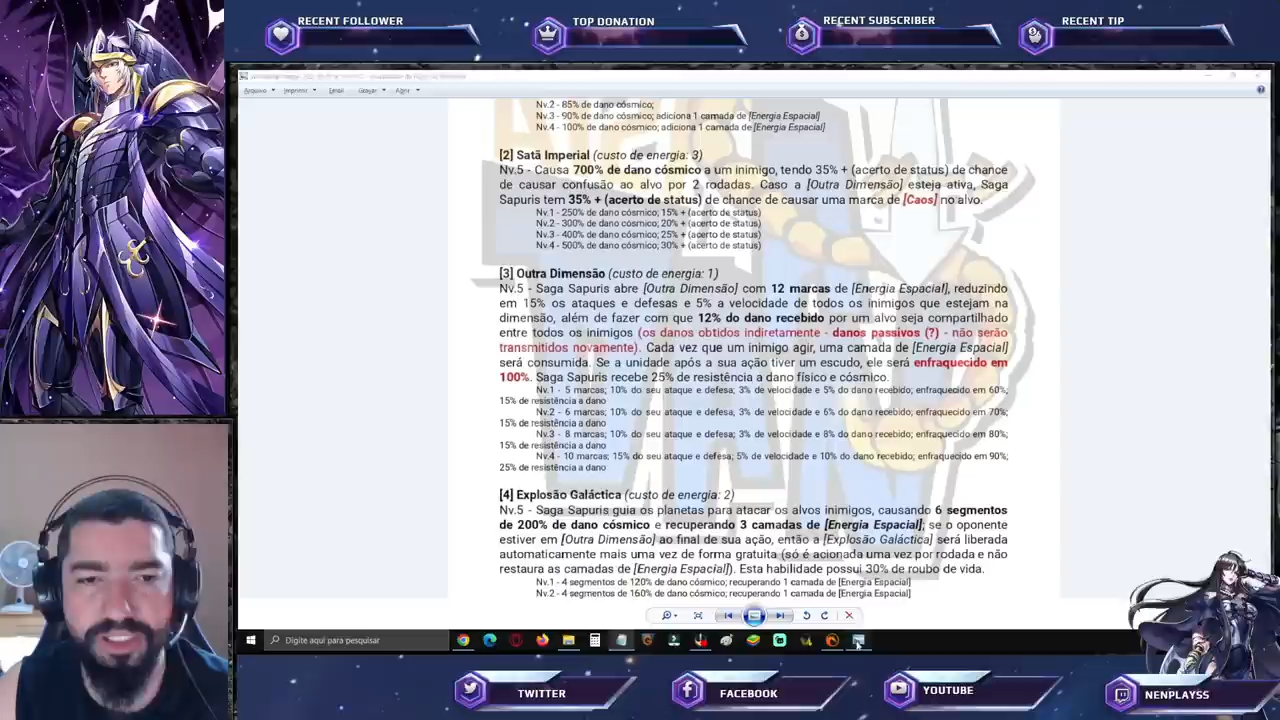 RECENT FOLLOWER
TOP DONATION
RECENT SUBSCRIBER
RECENT TIP
Arquivo
Imprimir
Email
Gravar
Abrir
Nv.2 - 85% de dano cósmico;
Nv.3 - 90% de dano cósmico; adiciona 1 camada de [Energia Espacial]
Nv.4 - 100% de dano cósmico; adiciona 1 camada de [Energia Espacial]
[2] Satã Imperial (custo de energia: 3)
Nv.5 - Causa 700% de dano cósmico a um inimigo, tendo 35% + (acerto de status) de chance
de causar confusão ao alvo por 2 rodadas. Caso a [Outra Dimensão] esteja ativa, Saga
Sapuris tem 35% + (acerto de status) de chance de causar uma marca de [Caos] no alvo.
Nv.1 - 250% de dano cósmico; 15% + (acerto de status)
Nv.2 - 300% de dano cósmico; 20% + (acerto de status)
Nv.3 - 400% de dano cósmico; 25% + (acerto de status)
Nv.4 - 500% de dano cósmico; 30% + (acerto de status)
[3] Outra Dimensão (custo de energia: 1)
Nv.5 - Saga Sapuris abre [Outra Dimensão] com 12 marcas de [Energia Espacial], reduzindo
em 15% os ataques e defesas e 5% a velocidade de todos os inimigos que estejam na
dimensão, além de fazer com que 12% do dano recebido por um alvo seja compartilhado
entre todos os inimigos (os danos obtidos indiretamente - danos passivos (?) - não serão
transmitidos novamente). Cada vez que um inimigo agir, uma camada de [Energia Espacial]
será consumida. Se a unidade após a sua ação tiver um escudo, ele será enfraquecido em
100%. Saga Sapuris recebe 25% de resistência a dano físico e cósmico.
Nv.1 - 5 marcas; 10% do seu ataque e defesa; 3% de velocidade e 5% do dano recebido; enfraquecido em 60%;
15% de resistência a dano
Nv.2 - 6 marcas; 10% do seu ataque e defesa; 3% de velocidade e 6% do dano recebido; enfraquecido em 70%;
15% de resistência a dano
Nv.3 - 8 marcas; 10% do seu ataque e defesa; 3% de velocidade e 8% do dano recebido; enfraquecido em 80%;
15% de resistência a dano
Nv.4 - 10 marcas; 15% do seu ataque e defesa; 5% de velocidade e 10% do dano recebido; enfraquecido em 90%;
25% de resistência a dano
[4] Explosão Galáctica (custo de energia: 2)
Nv.5 - Saga Sapuris guia os planetas para atacar os alvos inimigos, causando 6 segmentos
de 200% de dano cósmico e recuperando 3 camadas de [Energia Espacial]; se o oponente
estiver em [Outra Dimensão] ao final de sua ação, então a [Explosão Galáctica] será liberada
automaticamente mais uma vez de forma gratuita (só é acionada uma vez por rodada e não
restaura as camadas de [Energia Espacial]). Esta habilidade possui 30% de roubo de vida.
Nv.1 - 4 segmentos de 120% de dano cósmico; recuperando 1 camada de [Energia Espacial]
Nv.2 - 4 segmentos de 160% de dano cósmico; recuperando 1 camada de [Energia Espacial]
Digite aqui para pesquisar
TWITTER
FACEBOOK
YOUTUBE
NENPLAYSS